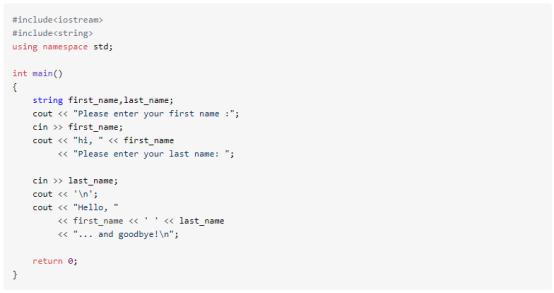 #include<iostream>
#include<string>
using namespace std;

int main()
{
    string first_name,last_name;
    cout << "Please enter your first name :";
    cin >> first_name;
    cout << "hi, " << first_name
         << "Please enter your last name: ";

    cin >> last_name;
    cout << '\n';
    cout << "Hello, "
         << first_name << ' ' << last_name
         << "... and goodbye!\n";

    return 0;
}